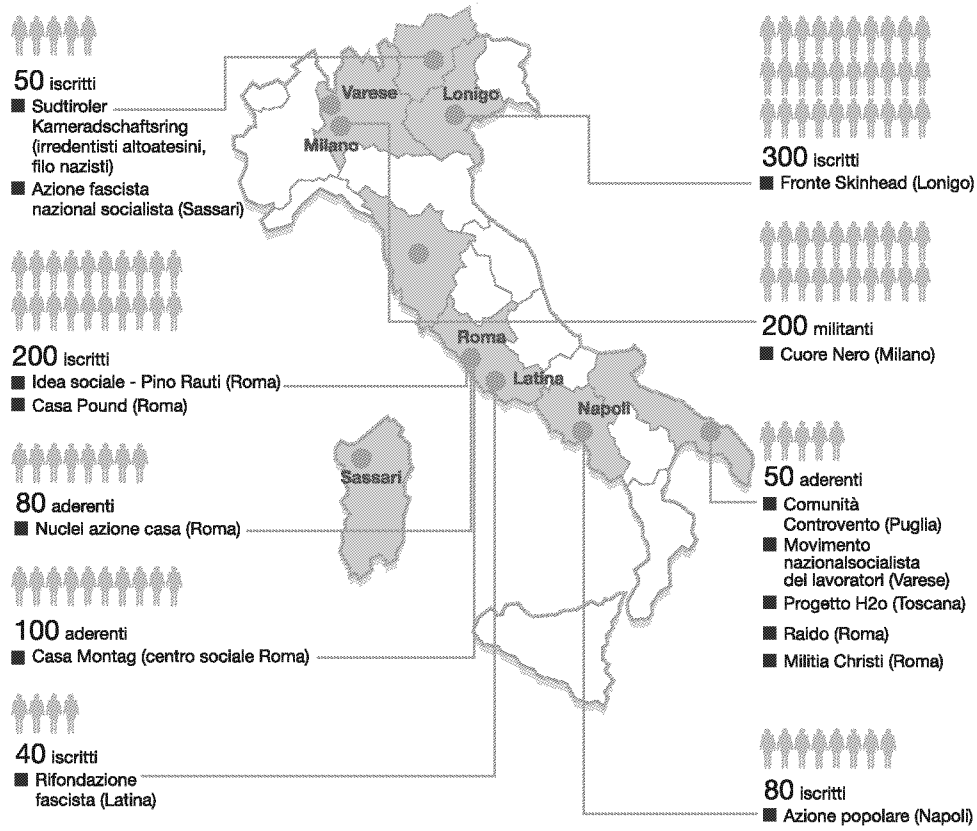 50 iscritti
Sudtiroler
Kameradschaftsring
(irredentisti altoatesini,
filo nazisti)
Azione fascista
nazional socialista (Sassari)
200 iscritti
Idea sociale - Pino Rauti (Roma)
Casa Pound (Roma)
80 aderenti
Nuclei azione casa (Roma)
100 aderenti
Casa Montag (centro sociale Roma)
40 iscritti
Rifondazione
fascista (Latina)
Varese
Lonigo
Milano
Roma
Latina
Napoli
Sassari
300 iscritti
Fronte Skinhead (Lonigo)
200 militanti
Cuore Nero (Milano)
50 aderenti
Comunità
Controvento (Puglia)
Movimento
nazionalsocialista
dei lavoratori (Varese)
Progetto H2o (Toscana)
Raido (Roma)
Militia Christi (Roma)
80 iscritti
Azione popolare (Napoli)